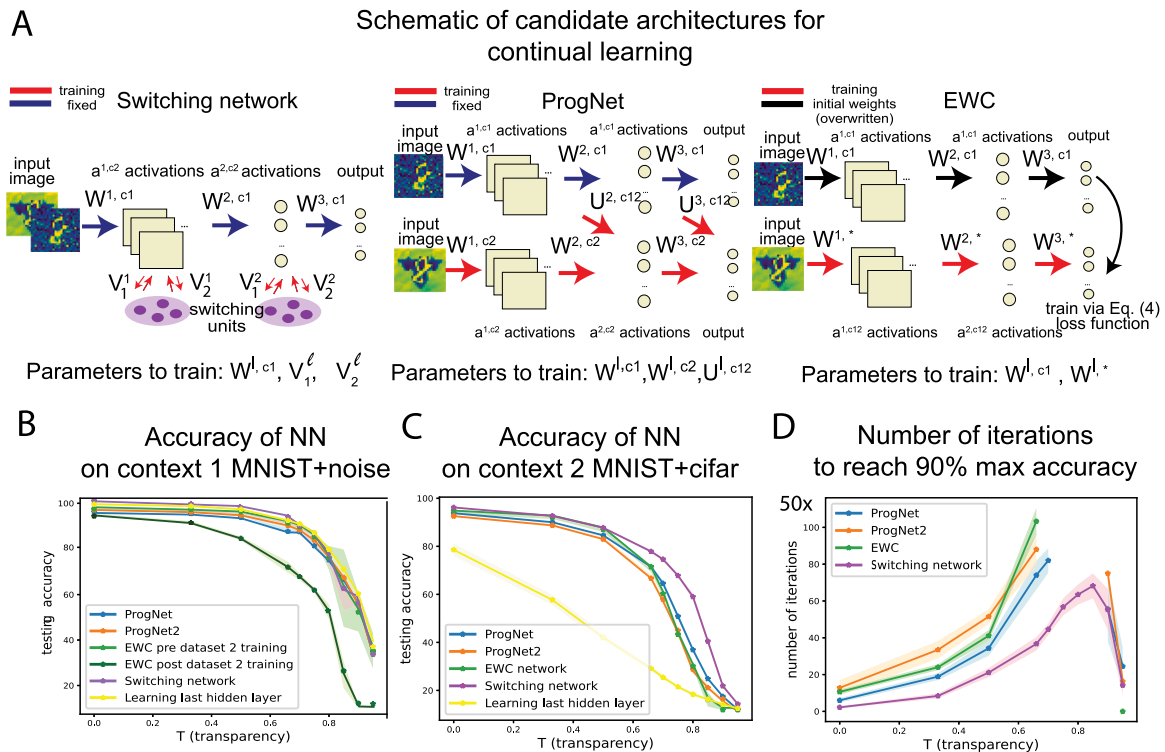 A
Schematic of candidate architectures for
continual learning
training
fixed
Switching network
input
image
a^1,c2 activations
a^2,c2 activations
output
W^1, c1
W^2, c1
W^3, c1
...
...
...
V_1^1
V_2^1
V_1^2
V_2^2
switching
units
Parameters to train: W^l, c1, V_1^ℓ, V_2^ℓ
training
fixed
ProgNet
input
image
a^1,c1 activations
a^1,c1 activations
output
W^1, c1
W^2, c1
W^3, c1
...
...
...
U^2, c12
U^3, c12
input
image
W^1, c2
W^2, c2
W^3, c2
...
...
...
a^1,c2 activations
a^2,c2 activations
output
Parameters to train: W^l,c1,W^l, c2,U^l, c12
training
initial weights
(overwritten)
EWC
input
image
a^1,c1 activations
a^1,c1 activations
output
W^1, c1
W^2, c1
W^3, c1
...
...
...
input
image
W^1, *
W^2, *
W^3, *
...
...
...
train via Eq. (4)
loss function
a^1,c12 activations
a^2,c12 activations
Parameters to train: W^l, c1 , W^l, *
B
Accuracy of NN
on context 1 MNIST+noise
testing accuracy
100
80
60
40
20
ProgNet
ProgNet2
EWC pre dataset 2 training
EWC post dataset 2 training
Switching network
Learning last hidden layer
0.0
0.2
0.4
0.6
0.8
T (transparency)
C
Accuracy of NN
on context 2 MNIST+cifar
testing accuracy
100
80
60
40
20
ProgNet
ProgNet2
EWC network
Switching network
Learning last hidden layer
0.0
0.2
0.4
0.6
0.8
T (transparency)
D
Number of iterations
to reach 90% max accuracy
50x
number of iterations
100
80
60
40
20
0
ProgNet
ProgNet2
EWC
Switching network
0.0
0.2
0.4
0.6
0.8
T (transparency)